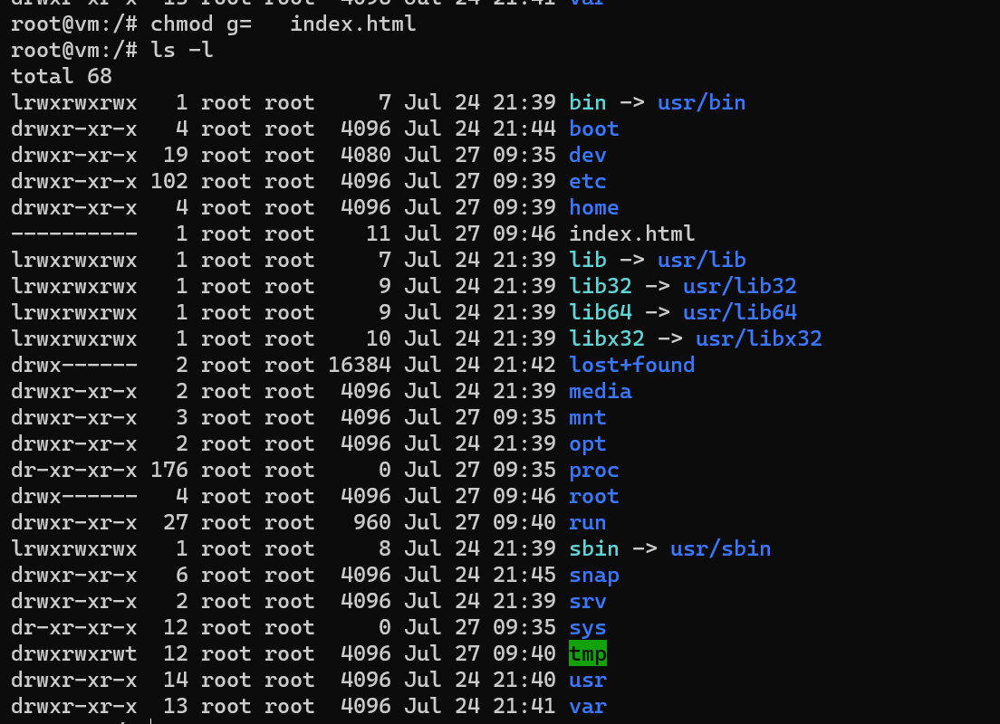 root@vm:/# chmod g=   index.html
root@vm:/# ls -l
total 68
lrwxrwxrwx   1 root root     7 Jul 24 21:39 bin -> usr/bin
drwxr-xr-x   4 root root  4096 Jul 24 21:44 boot
drwxr-xr-x  19 root root  4080 Jul 27 09:35 dev
drwxr-xr-x 102 root root  4096 Jul 27 09:39 etc
drwxr-xr-x   4 root root  4096 Jul 27 09:39 home
----------   1 root root    11 Jul 27 09:46 index.html
lrwxrwxrwx   1 root root     7 Jul 24 21:39 lib -> usr/lib
lrwxrwxrwx   1 root root     9 Jul 24 21:39 lib32 -> usr/lib32
lrwxrwxrwx   1 root root     9 Jul 24 21:39 lib64 -> usr/lib64
lrwxrwxrwx   1 root root    10 Jul 24 21:39 libx32 -> usr/libx32
drwx------   2 root root 16384 Jul 24 21:42 lost+found
drwxr-xr-x   2 root root  4096 Jul 24 21:39 media
drwxr-xr-x   3 root root  4096 Jul 27 09:35 mnt
drwxr-xr-x   2 root root  4096 Jul 24 21:39 opt
dr-xr-xr-x 176 root root     0 Jul 27 09:35 proc
drwx------   4 root root  4096 Jul 27 09:46 root
drwxr-xr-x  27 root root   960 Jul 27 09:40 run
lrwxrwxrwx   1 root root     8 Jul 24 21:39 sbin -> usr/sbin
drwxr-xr-x   6 root root  4096 Jul 24 21:45 snap
drwxr-xr-x   2 root root  4096 Jul 24 21:39 srv
dr-xr-xr-x  12 root root     0 Jul 27 09:35 sys
drwxrwxrwt  12 root root  4096 Jul 27 09:40 tmp
drwxr-xr-x  14 root root  4096 Jul 24 21:40 usr
drwxr-xr-x  13 root root  4096 Jul 24 21:41 var